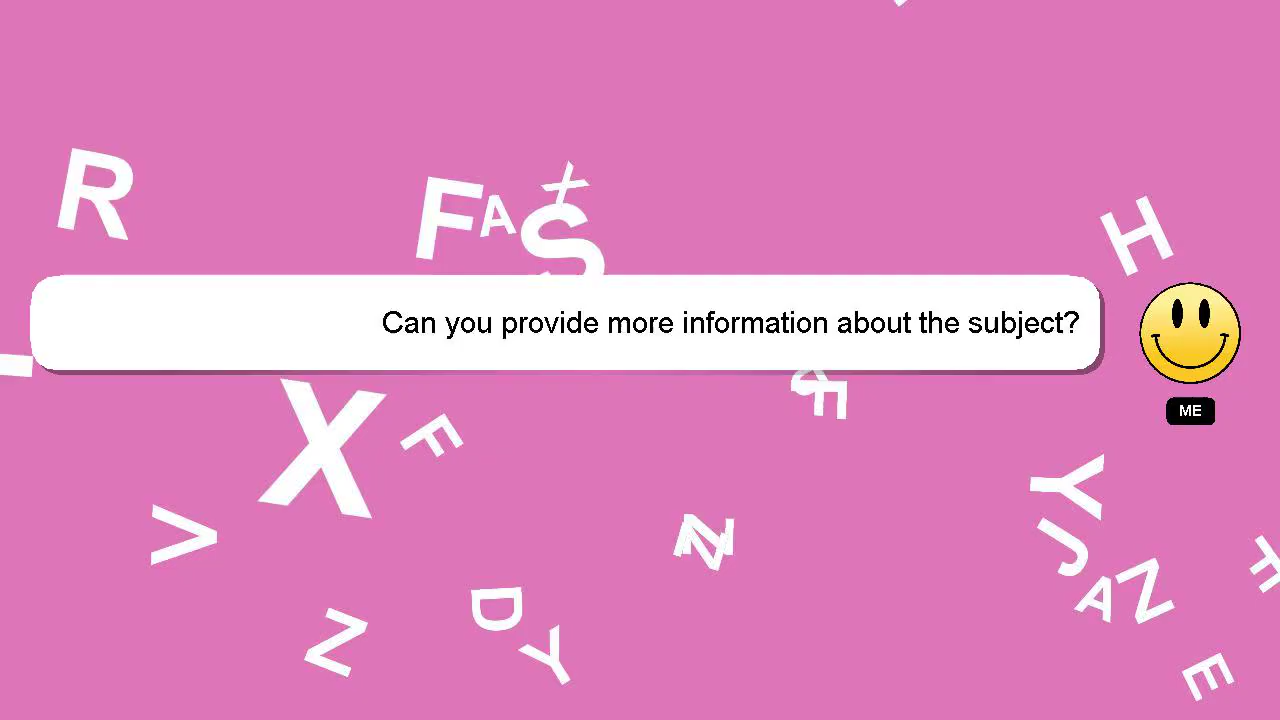 R
F
A
X
S
H
Can you provide more information about the subject?
ME
X
F
F
Y
V
J
N
Z
A
Z
F
D
Y
Z
E